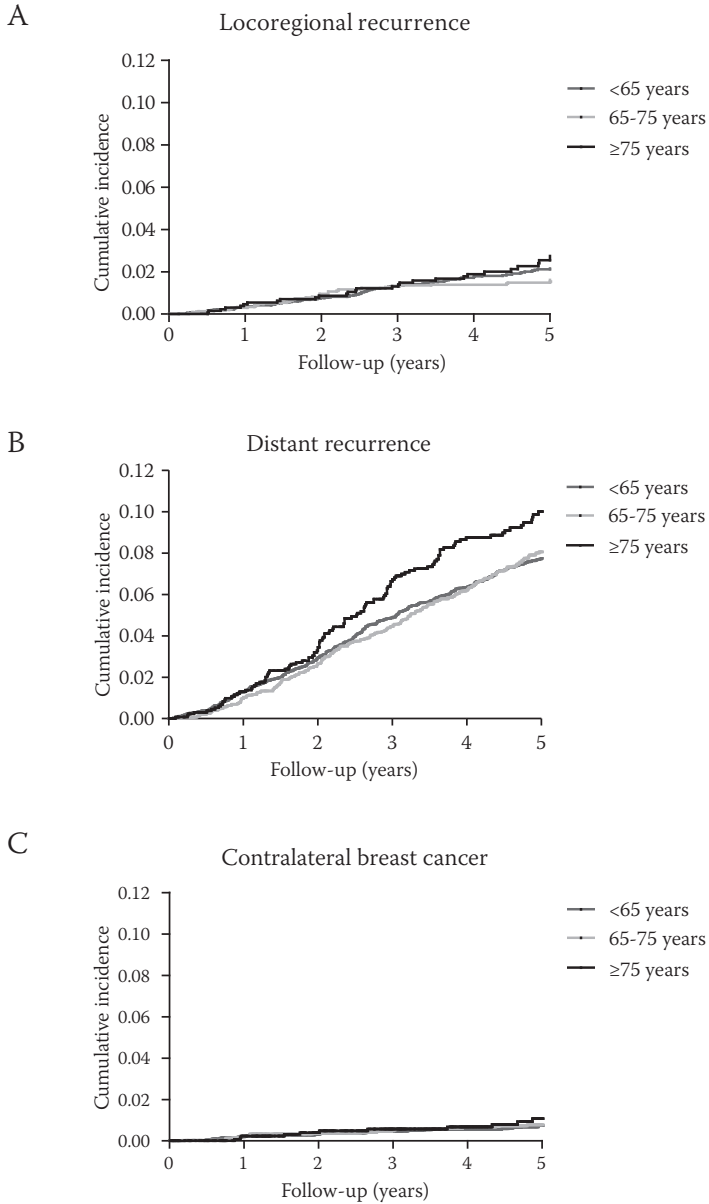 A
Locoregional recurrence
0.12
0.10
0.08
0.06
0.04
0.02
0.00
Cumulative incidence
0 1 2 3 4 5
Follow-up (years)
<65 years
65-75 years
≥75 years
B
Distant recurrence
0.12
0.10
0.08
0.06
0.04
0.02
0.00
Cumulative incidence
0 1 2 3 4 5
Follow-up (years)
<65 years
65-75 years
≥75 years
C
Contralateral breast cancer
0.12
0.10
0.08
0.06
0.04
0.02
0.00
Cumulative incidence
0 1 2 3 4 5
Follow-up (years)
<65 years
65-75 years
≥75 years